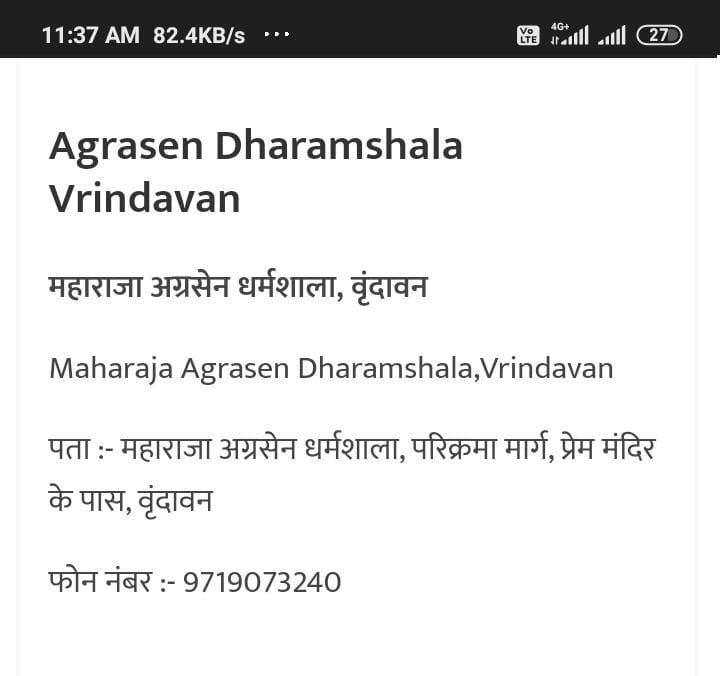 11:37 AM 82.4KB/s ...
Vo LTE 4G+ 27
Agrasen Dharamshala
Vrindavan
महाराजा अग्रसेन धर्मशाला, वृंदावन
Maharaja Agrasen Dharamshala,Vrindavan
पता :- महाराजा अग्रसेन धर्मशाला, परिक्रमा मार्ग, प्रेम मंदिर
के पास, वृंदावन
फोन नंबर :- 9719073240